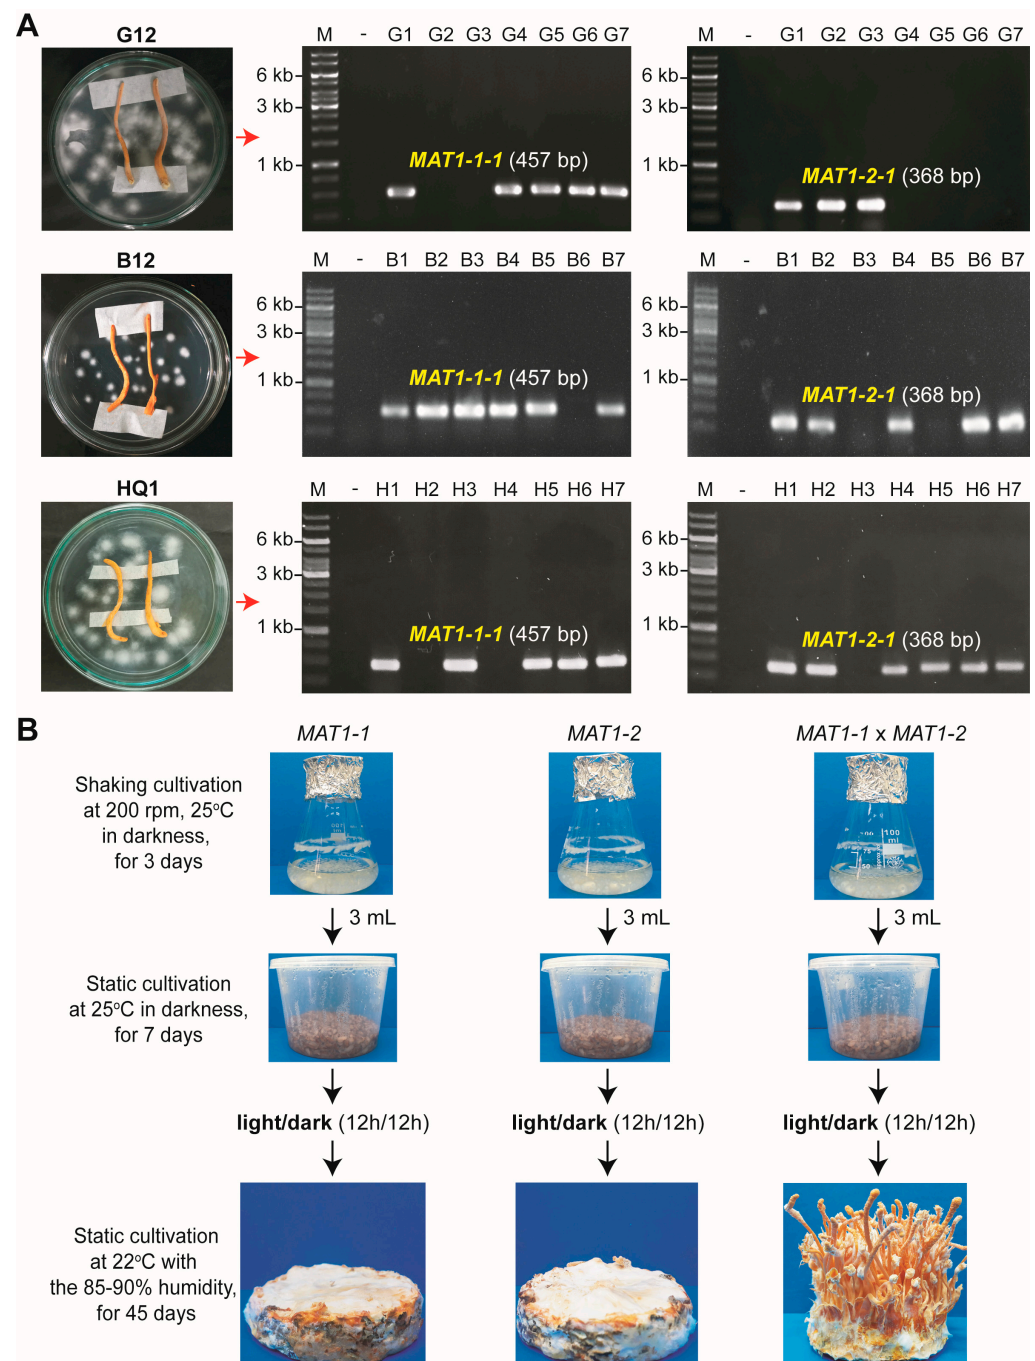 A
G12
M - G1 G2 G3 G4 G5 G6 G7
6 kb
3 kb
1 kb
MAT1-1-1 (457 bp)
M - G1 G2 G3 G4 G5 G6 G7
6 kb
3 kb
1 kb
MAT1-2-1 (368 bp)
B12
M - B1 B2 B3 B4 B5 B6 B7
6 kb
3 kb
1 kb
MAT1-1-1 (457 bp)
M - B1 B2 B3 B4 B5 B6 B7
6 kb
3 kb
1 kb
MAT1-2-1 (368 bp)
HQ1
M - H1 H2 H3 H4 H5 H6 H7
6 kb
3 kb
1 kb
MAT1-1-1 (457 bp)
M - H1 H2 H3 H4 H5 H6 H7
6 kb
3 kb
1 kb
MAT1-2-1 (368 bp)
B
MAT1-1
MAT1-2
MAT1-1 x MAT1-2
Shaking cultivation
at 200 rpm, 25°C
in darkness,
for 3 days
100
ml
75
50
3 mL
3 mL
3 mL
Static cultivation
at 25°C in darkness,
for 7 days
light/dark (12h/12h)
light/dark (12h/12h)
light/dark (12h/12h)
Static cultivation
at 22°C with
the 85-90% humidity,
for 45 days